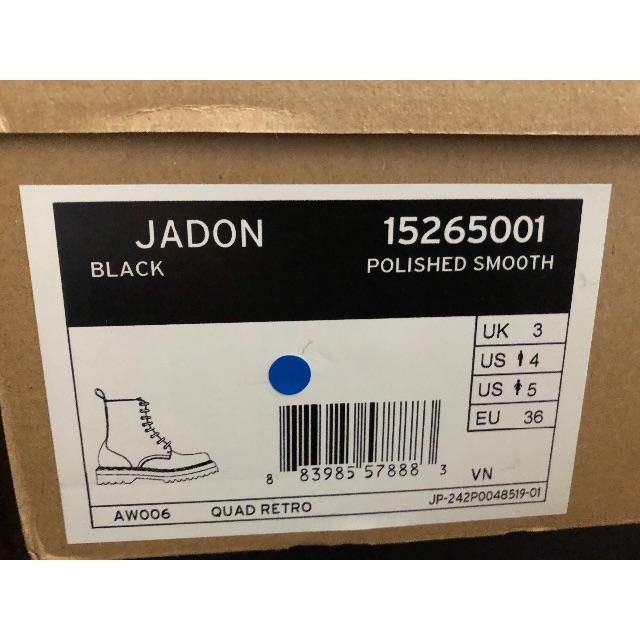 JADON 15265001
BLACK POLISHED SMOOTH
UK 3
US 4
US 5
EU 36
8 83985 57888 3
VN
AW006 QUAD RETRO JP-242P0048519-01